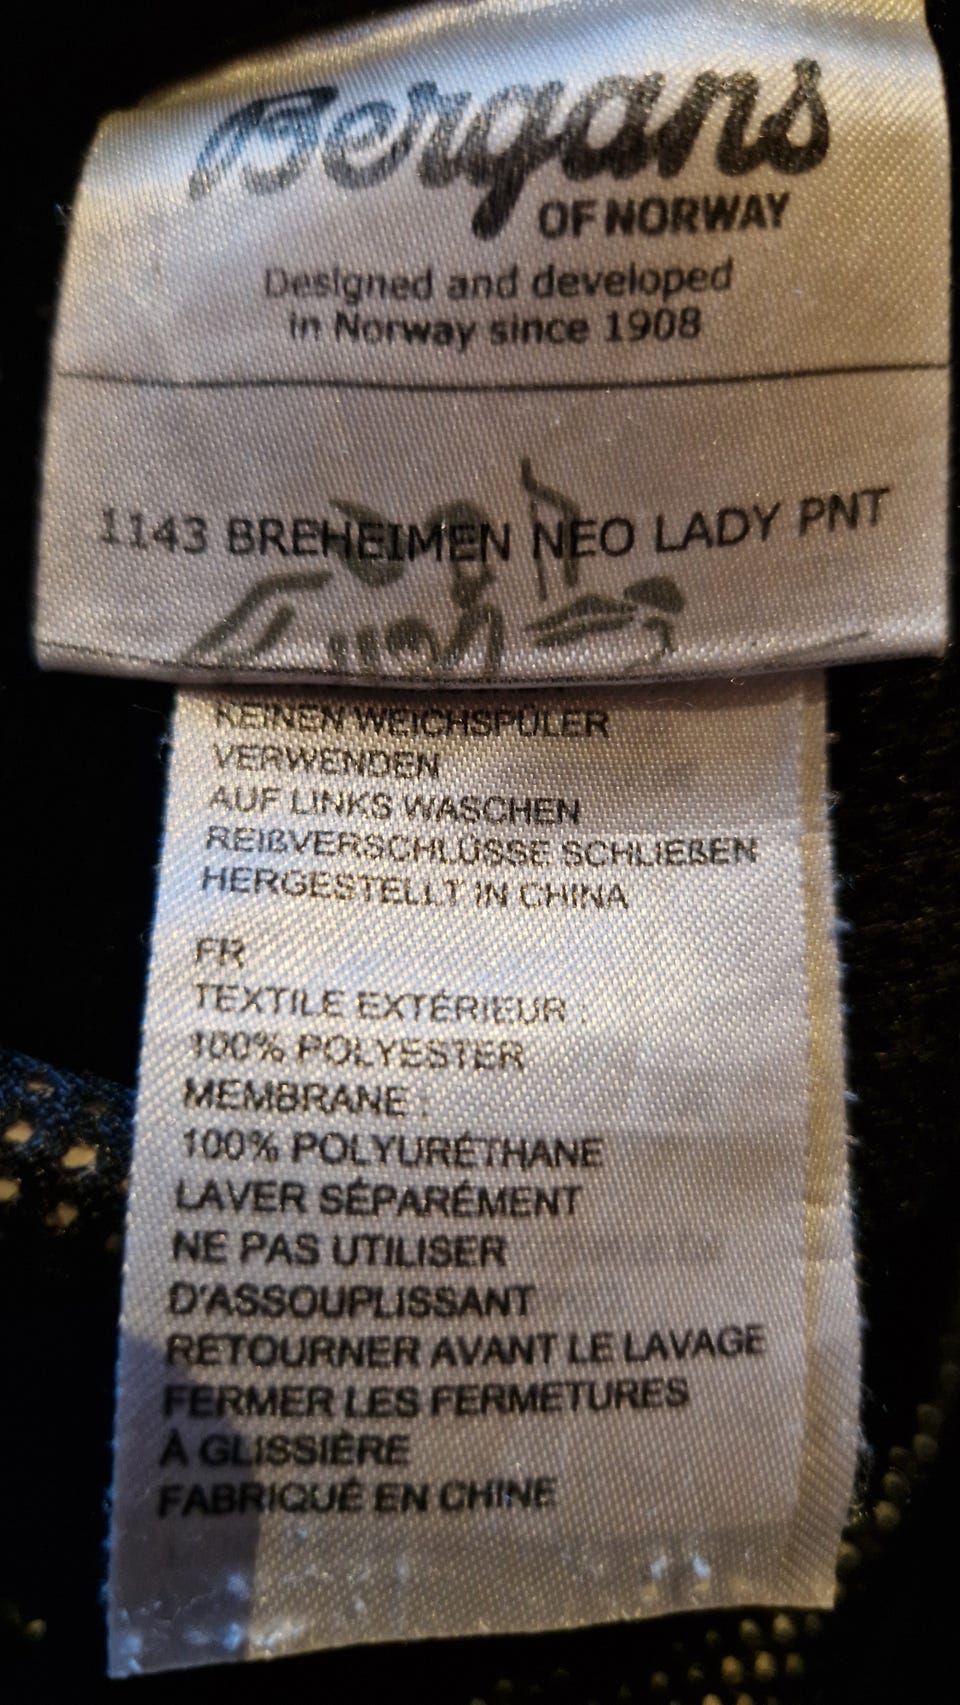 Bergans
OF NORWAY
Designed and developed
in Norway since 1908
1143 BREHEIMEN NEO LADY PNT
KEINEN WEICHSPÜLER
VERWENDEN
AUF LINKS WASCHEN
REIßVERSCHLÜSSE SCHLIEßEN
HERGESTELLT IN CHINA
FR
TEXTILE EXTÉRIEUR :
100% POLYESTER
MEMBRANE :
100% POLYURÉTHANE
LAVER SÉPARÉMENT
NE PAS UTILISER
D'ASSOUPLISSANT
RETOURNER AVANT LE LAVAGE
FERMER LES FERMETURES
À GLISSIÈRE
FABRIQUÉ EN CHINE